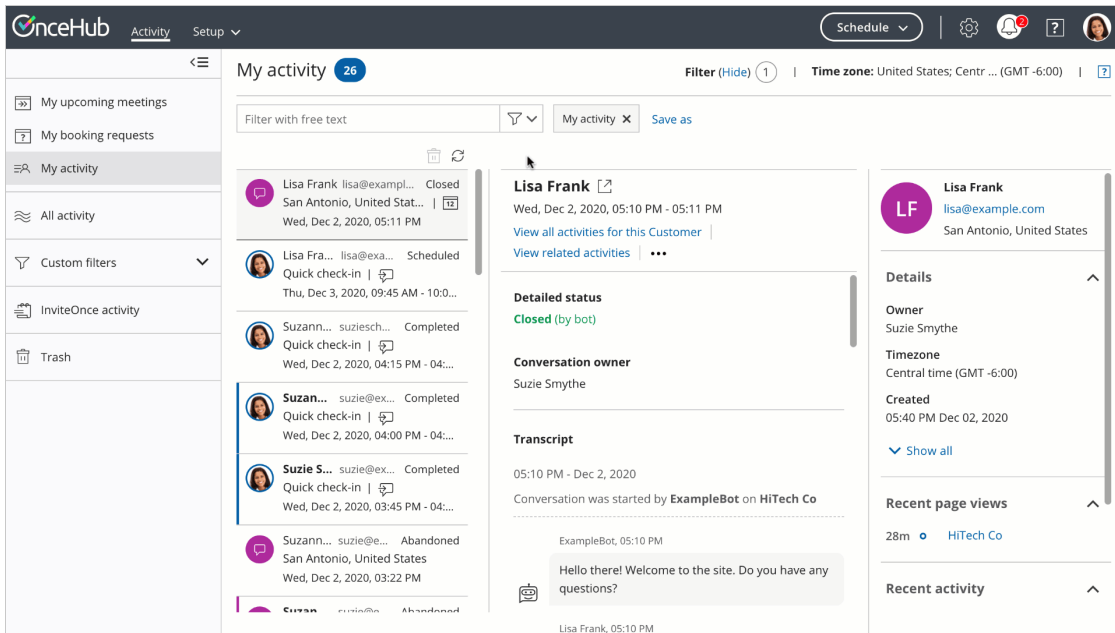 OnceHub
Activity
Setup
Schedule
2
?
My activity 26
Filter (Hide) 1 | Time zone: United States; Centr ... (GMT -6:00) | ?
My upcoming meetings
My booking requests
My activity
All activity
Custom filters
InviteOnce activity
Trash
Filter with free text
My activity X
Save as
Lisa Frank lisa@exampl... Closed
San Antonio, United Stat... | 12
Wed, Dec 2, 2020, 05:11 PM
Lisa Fra... lisa@exa... Scheduled
Quick check-in |
Thu, Dec 3, 2020, 09:45 AM - 10:0...
Suzann... suziesch... Completed
Quick check-in |
Wed, Dec 2, 2020, 04:15 PM - 04:...
Suzan... suzie@ex... Completed
Quick check-in |
Wed, Dec 2, 2020, 04:00 PM - 04:...
Suzie S... suzie@ex... Completed
Quick check-in |
Wed, Dec 2, 2020, 03:45 PM - 04:...
Suzann... suzie@e... Abandoned
San Antonio, United States
Wed, Dec 2, 2020, 03:22 PM
Suzan... suzie@e... Abandoned
Lisa Frank
Wed, Dec 2, 2020, 05:10 PM - 05:11 PM
View all activities for this Customer |
View related activities | •••
Detailed status
Closed (by bot)
Conversation owner
Suzie Smythe
Transcript
05:10 PM - Dec 2, 2020
Conversation was started by ExampleBot on HiTech Co
ExampleBot, 05:10 PM
Hello there! Welcome to the site. Do you have any
questions?
Lisa Frank, 05:10 PM
LF
Lisa Frank
lisa@example.com
San Antonio, United States
Details
Owner
Suzie Smythe
Timezone
Central time (GMT -6:00)
Created
05:40 PM Dec 02, 2020
Show all
Recent page views
28m HiTech Co
Recent activity